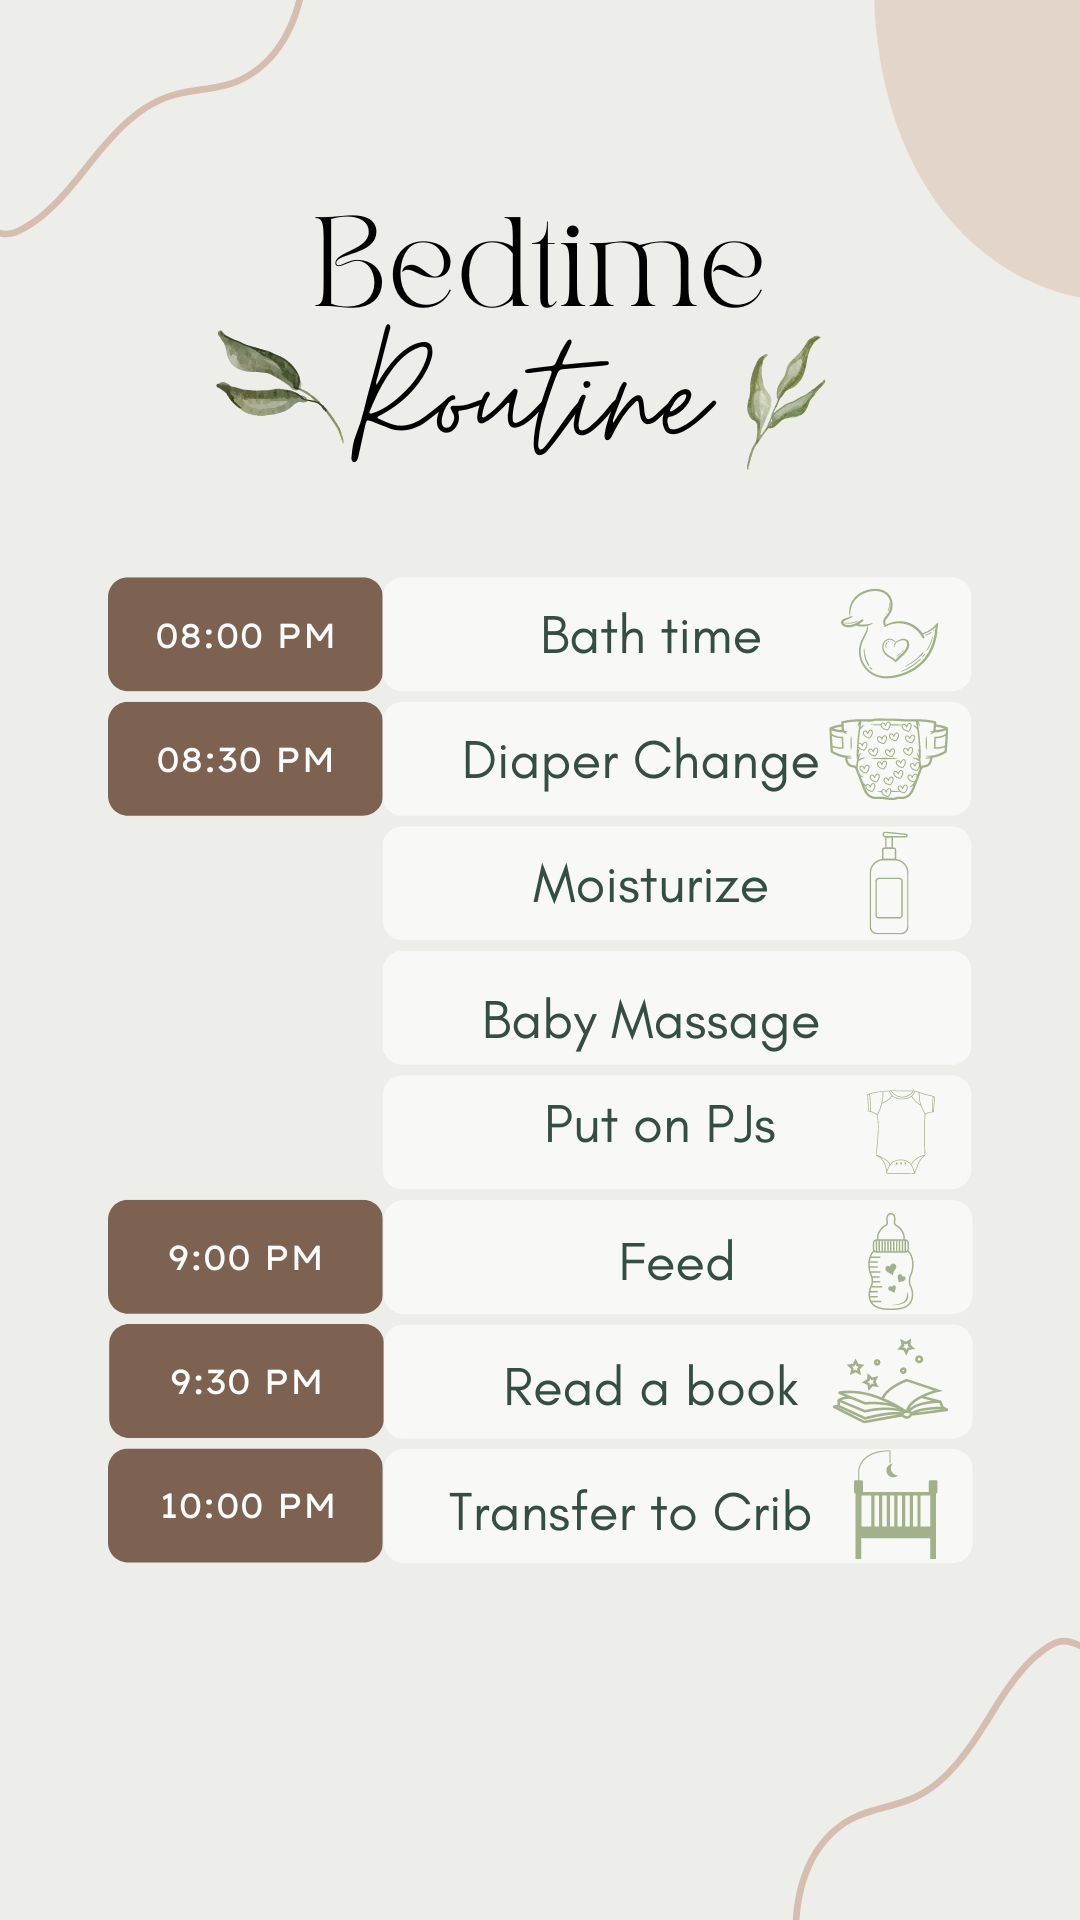 Bedtime
Routine
08:00 PM Bath time
08:30 PM Diaper Change
Moisturize
Baby Massage
Put on PJs
9:00 PM Feed
9:30 PM Read a book
10:00 PM Transfer to Crib